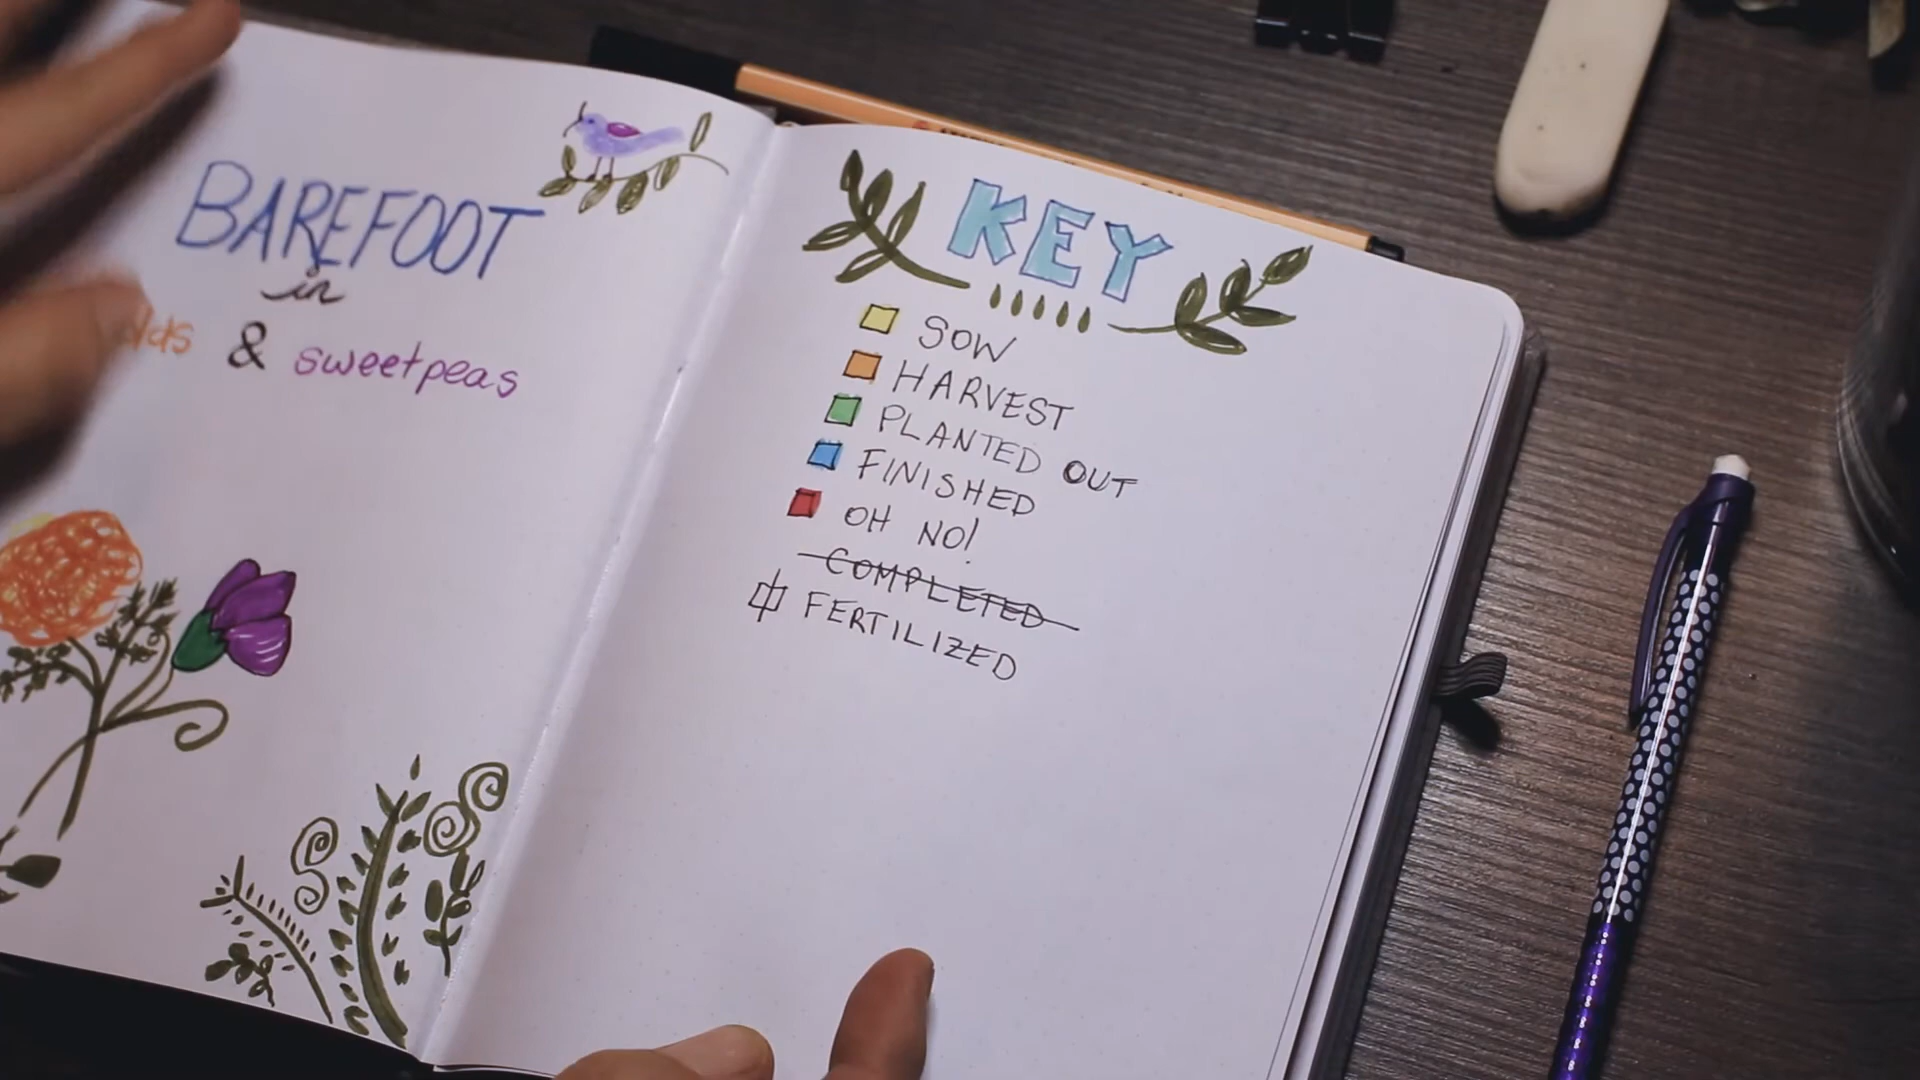 BAREFOOT
in
& sweetpeas
KEY
SOW
HARVEST
PLANTED OUT
FINISHED
OH NO!
COMPLETED
FERTILIZED